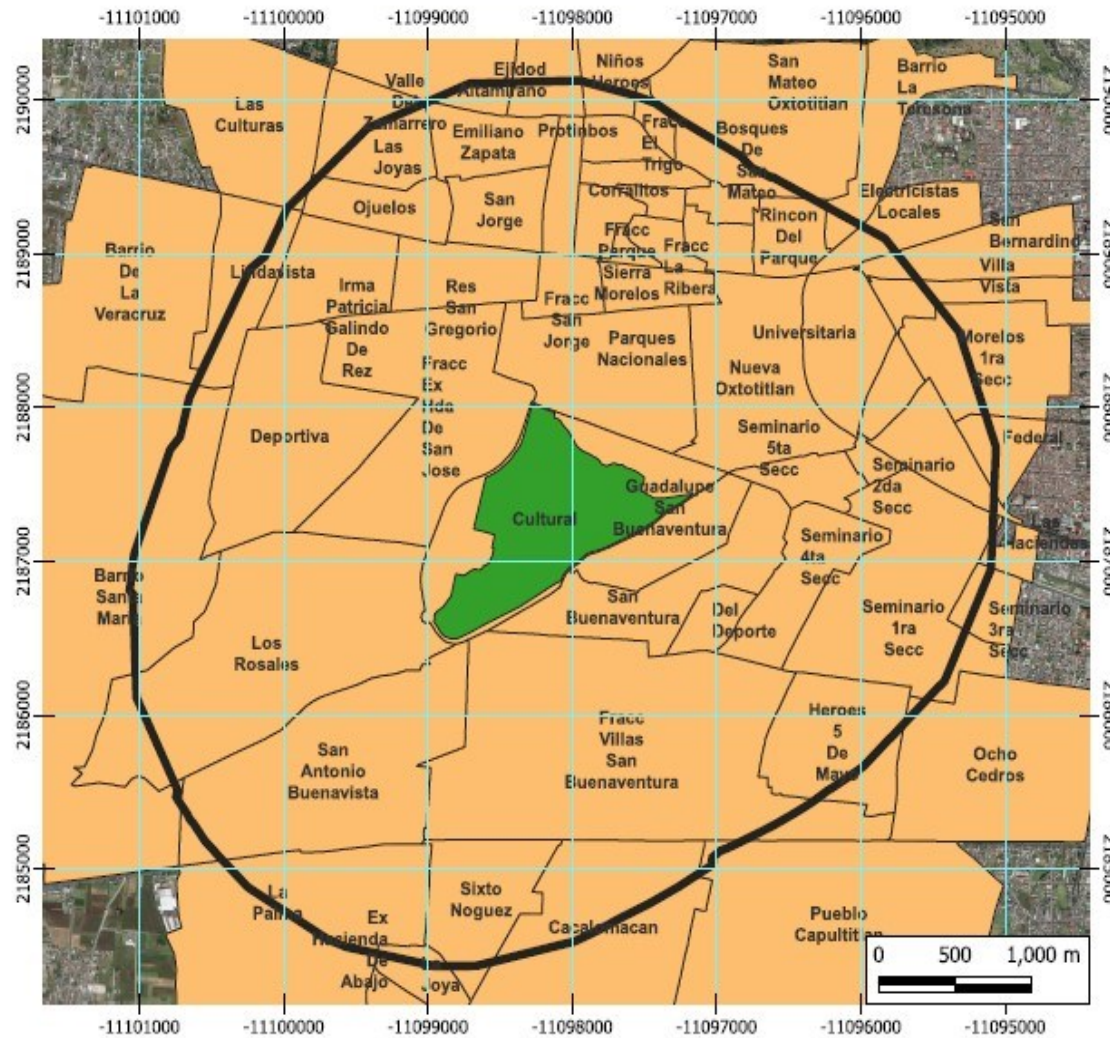 -11101000
-11100000
-11099000
-11098000
-11097000
-11096000
-11095000
2190000
2189000
2188000
2187000
2186000
2185000
Las
Culturas
Valle
Del
Zamarrero
Ejidod
Altamirano
Niños
Heroes
San
Mateo
Oxtotitlan
Barrio
La
Teresona
Las
Joyas
Emiliano
Zapata
Protinbos
Fracc
El
Trigo
Bosques
De
San
Mateo
Ojuelos
San
Jorge
Corralitos
Rincon
Del
Parque
Electricistas
Locales
San
Bernardino
Barrio
De
La
Veracruz
Lindavista
Fracc
Parque
Sierra
Morelos
Fracc
La
Ribera
Villa
Vista
Irma
Patricia
Galindo
De
Rez
Res
San
Gregorio
Fracc
San
Jorge
Parques
Nacionales
Universitaria
Morelos
1ra
Secc
Fracc
Ex
Hda
De
San
Jose
Nueva
Oxtotitlan
Deportiva
Seminario
5ta
Secc
Seminario
2da
Secc
Federal
Cultural
Guadalupe
San
Buenaventura
Seminario
4ta
Secc
Las
Haciendas
Barrio
Santa
Maria
San
Buenaventura
Del
Deporte
Seminario
1ra
Secc
Seminario
3ra
Secc
Los
Rosales
San
Antonio
Buenavista
Fracc
Villas
San
Buenaventura
Heroes
5
De
Mayo
Ocho
Cedros
La
Palma
Ex
Hacienda
De
Abajo
Sixto
Noguez
Joya
Cacalomacan
Pueblo
Capultitlan
0 500 1,000 m
-11101000
-11100000
-11099000
-11098000
-11097000
-11096000
-11095000